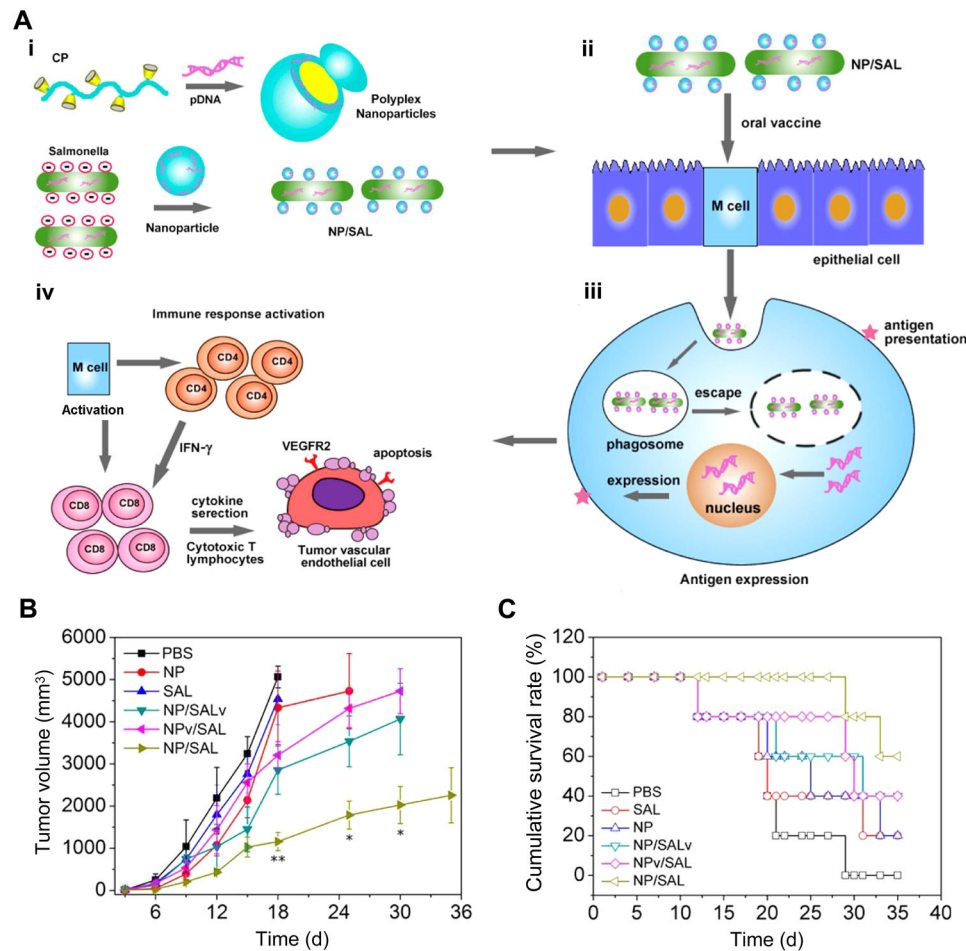 A
i
CP
pDNA
Polyplex
Nanoparticles
Salmonella
Nanoparticle
NP/SAL
ii
NP/SAL
oral vaccine
M cell
epithelial cell
iii
antigen
presentation
escape
phagosome
expression
nucleus
Antigen expression
iv
Immune response activation
M cell
CD4
CD4
CD4
CD4
Activation
IFN-γ
VEGFR2
apoptosis
CD8
CD8
CD8
CD8
cytokine
serection
Cytotoxic T
lymphocytes
Tumor vascular
endothelial cell
B
Tumor volume (mm³)
6000
5000
4000
3000
2000
1000
0
PBS
NP
SAL
NP/SALv
NPv/SAL
NP/SAL
**
*
*
6 12 18 24 30 36
Time (d)
C
Cumulative survival rate (%)
120
100
80
60
40
20
0
PBS
SAL
NP
NP/SALv
NPv/SAL
NP/SAL
0 5 10 15 20 25 30 35 40
Time (d)